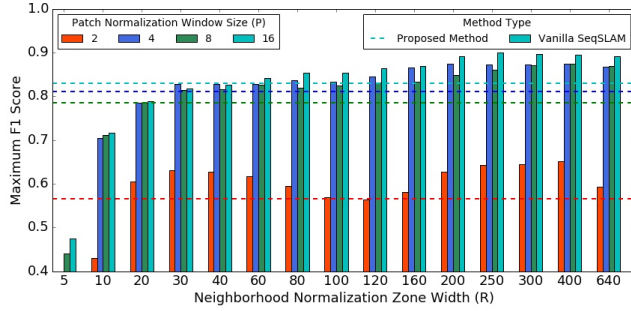 Patch Normalization Window Size (P)
2 4 8 16
Method Type
Proposed Method Vanilla SeqSLAM
Maximum F1 Score
1.0
0.9
0.8
0.7
0.6
0.5
0.4
5 10 20 30 40 60 80 100 120 160 200 250 300 400 640
Neighborhood Normalization Zone Width (R)